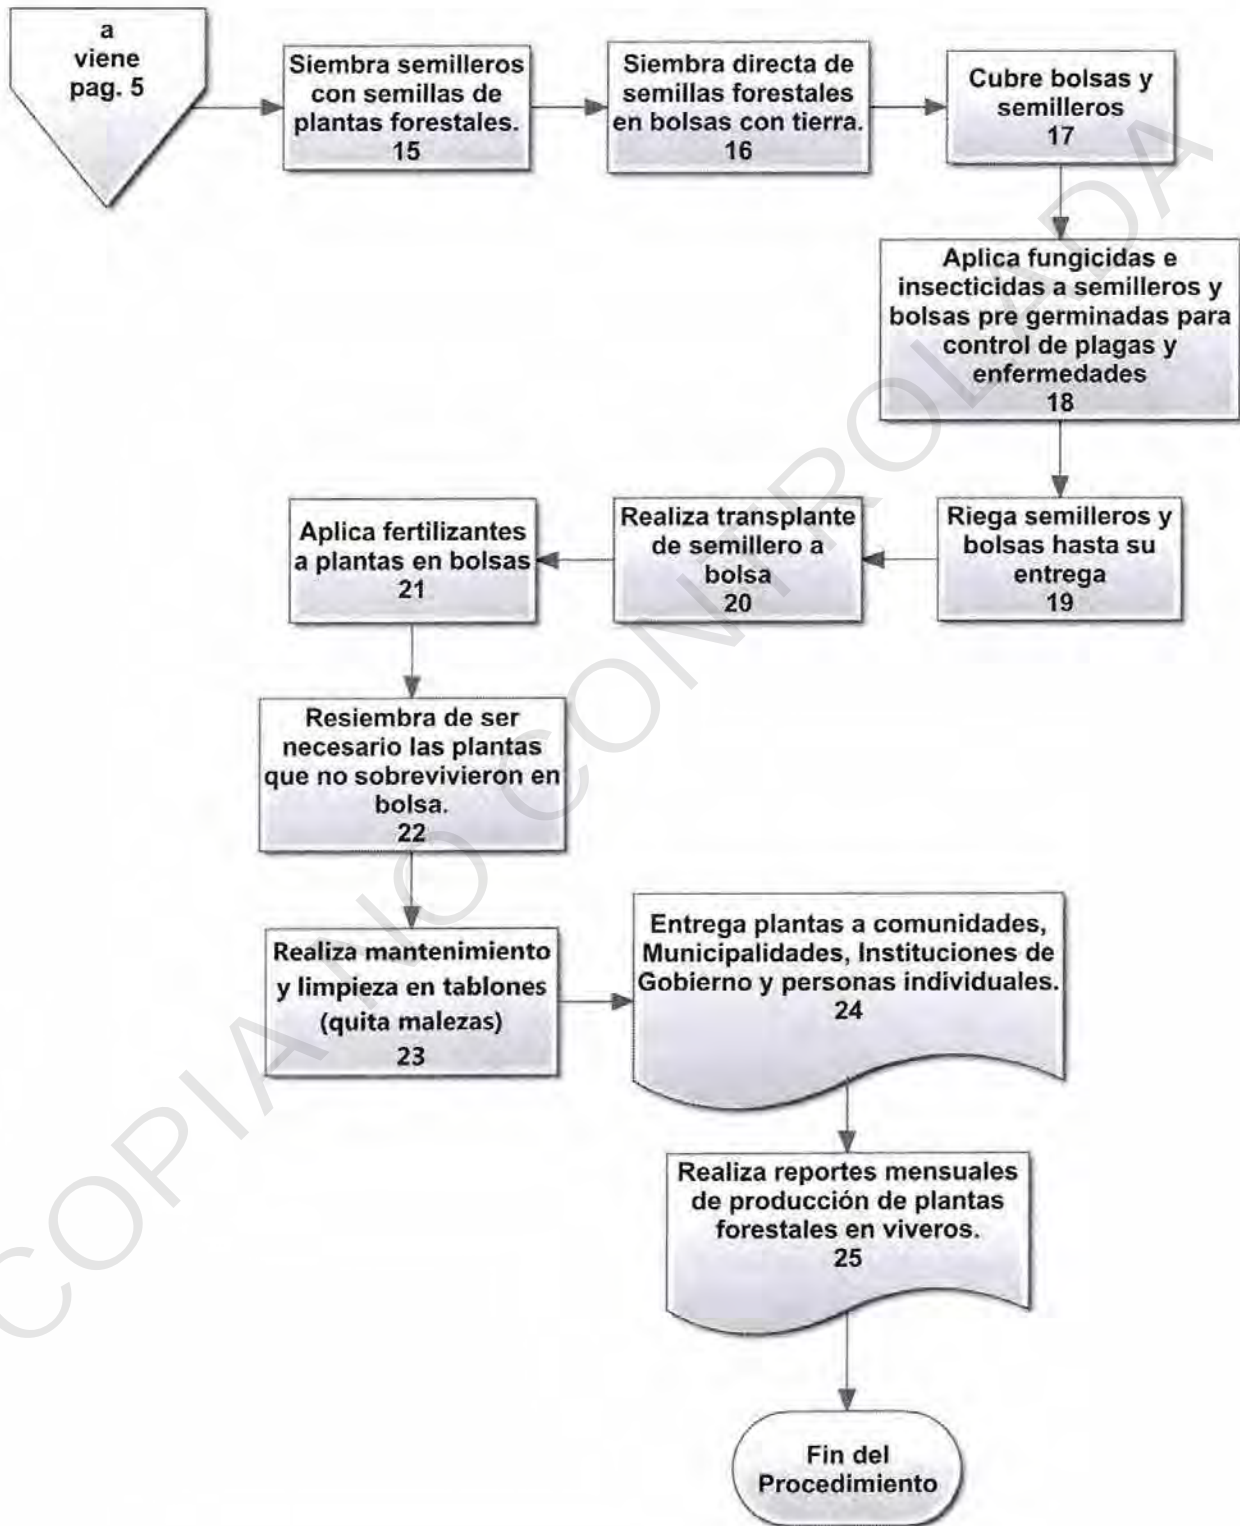 a
viene
pag. 5
Siembra semilleros
con semillas de
plantas forestales.
15
Siembra directa de
semillas forestales
en bolsas con tierra.
16
Cubre bolsas y
semilleros
17
Aplica fungicidas e
insecticidas a semilleros y
bolsas pre germinadas para
control de plagas y
enfermedades
18
Riega semilleros y
bolsas hasta su
entrega
19
Realiza transplante
de semillero a
bolsa
20
Aplica fertilizantes
a plantas en bolsas
21
Resiembra de ser
necesario las plantas
que no sobrevivieron en
bolsa.
22
Realiza mantenimiento
y limpieza en tablones
(quita malezas)
23
Entrega plantas a comunidades,
Municipalidades, Instituciones de
Gobierno y personas individuales.
24
Realiza reportes mensuales
de producción de plantas
forestales en viveros.
25
Fin del
Procedimiento
COPIA NO CONTROLADA